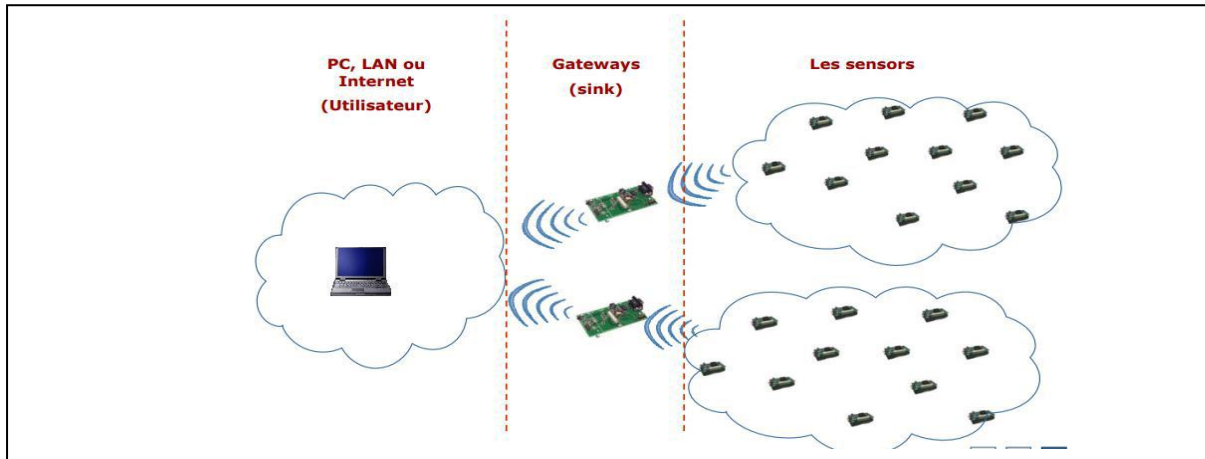 PC, LAN ou
Internet
(Utilisateur)
Gateways
(sink)
Les sensors